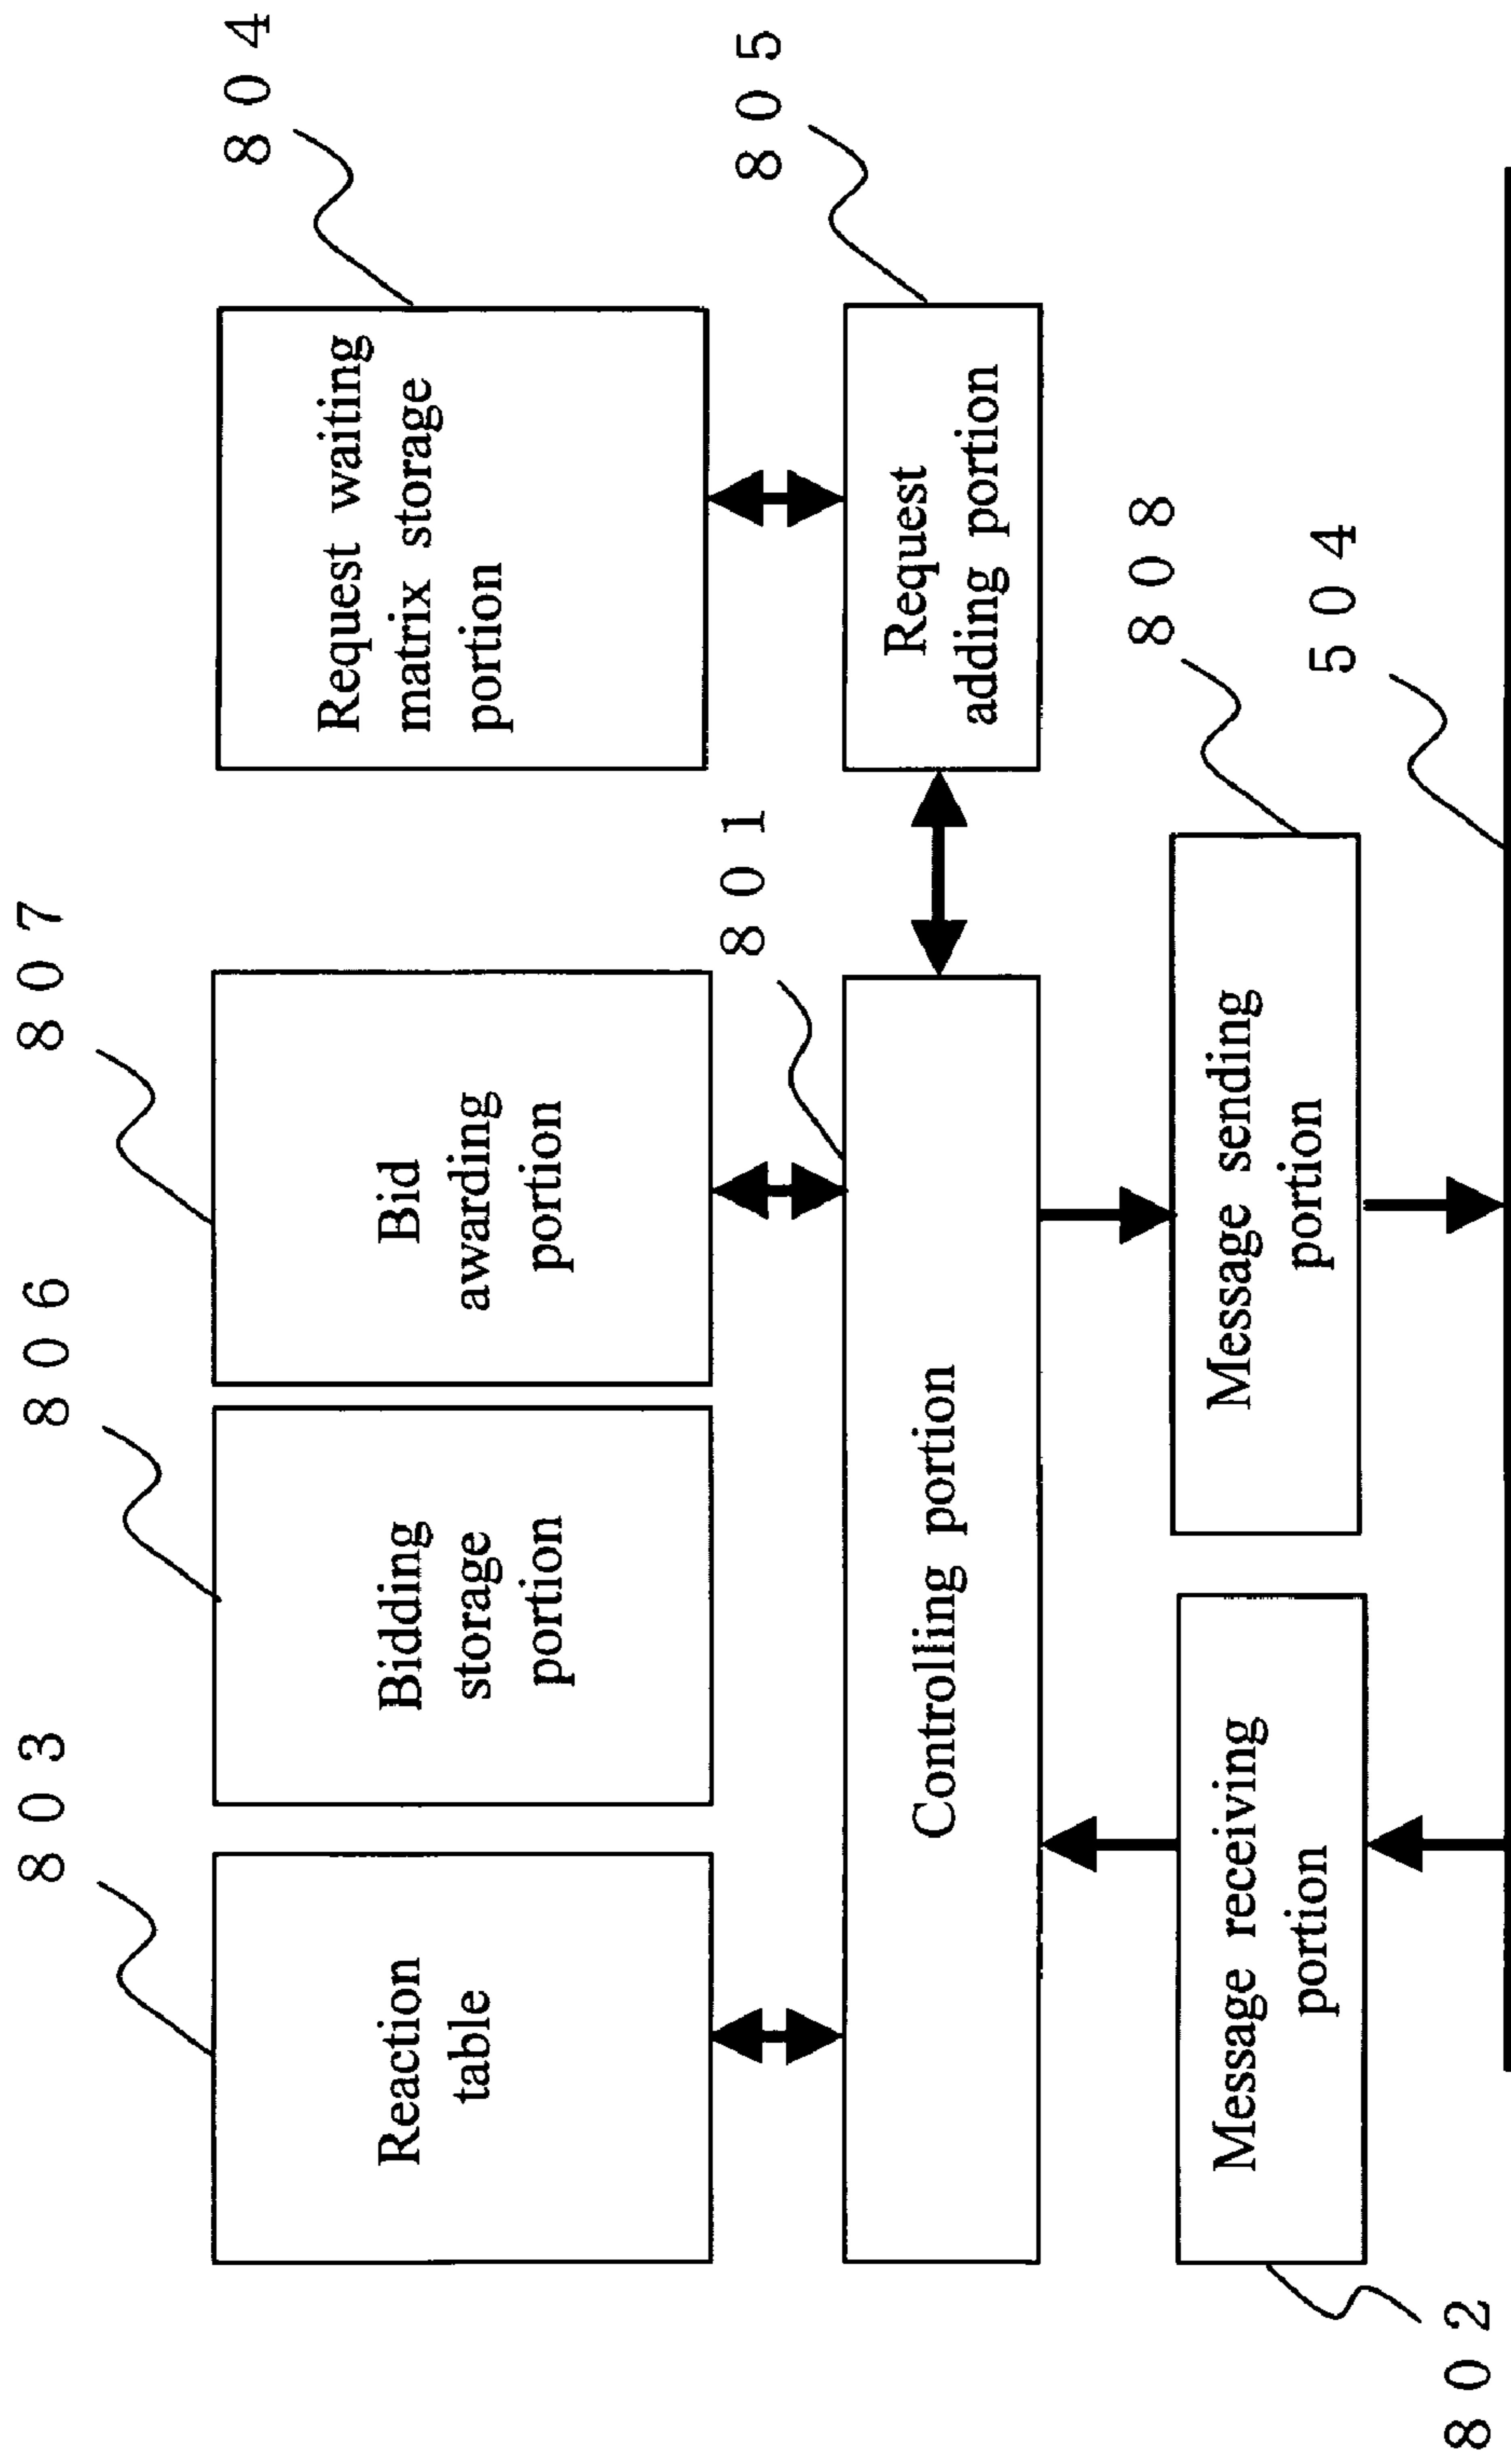 803
806
807
804
Reaction
table
Bidding
storage
portion
Bid
awarding
portion
Request waiting
matrix storage
portion
801
805
Controlling portion
Request
adding portion
Message receiving
portion
Message sending
portion
808
504
802